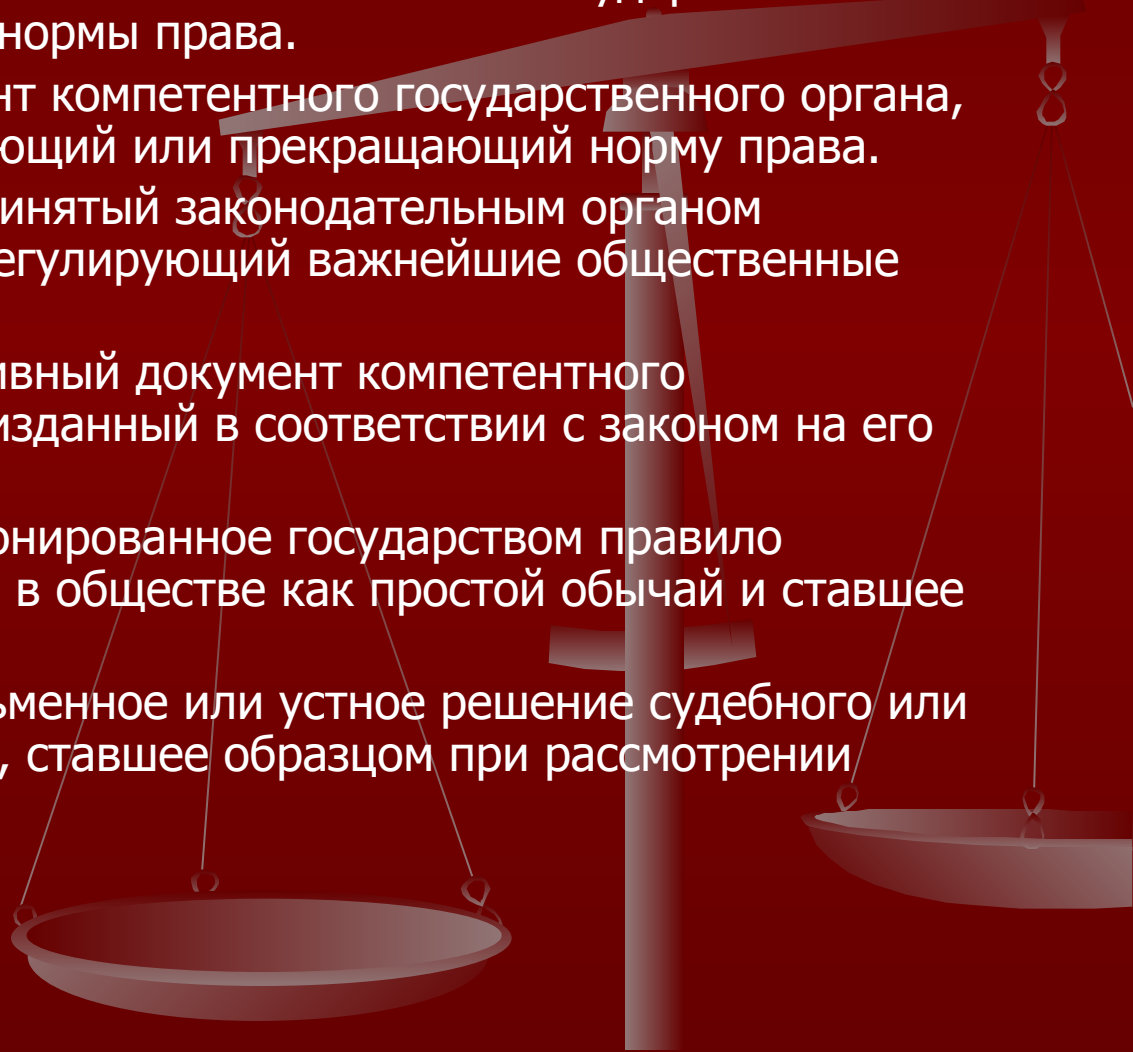 нормы права.
нт компетентного государственного органа,
ющий или прекращающий норму права.
инятый законодательным органом
егулирующий важнейшие общественные
ивный документ компетентного
изданный в соответствии с законом на его
онированное государством правило
в обществе как простой обычай и ставшее
ьменное или устное решение судебного или
, ставшее образцом при рассмотрении